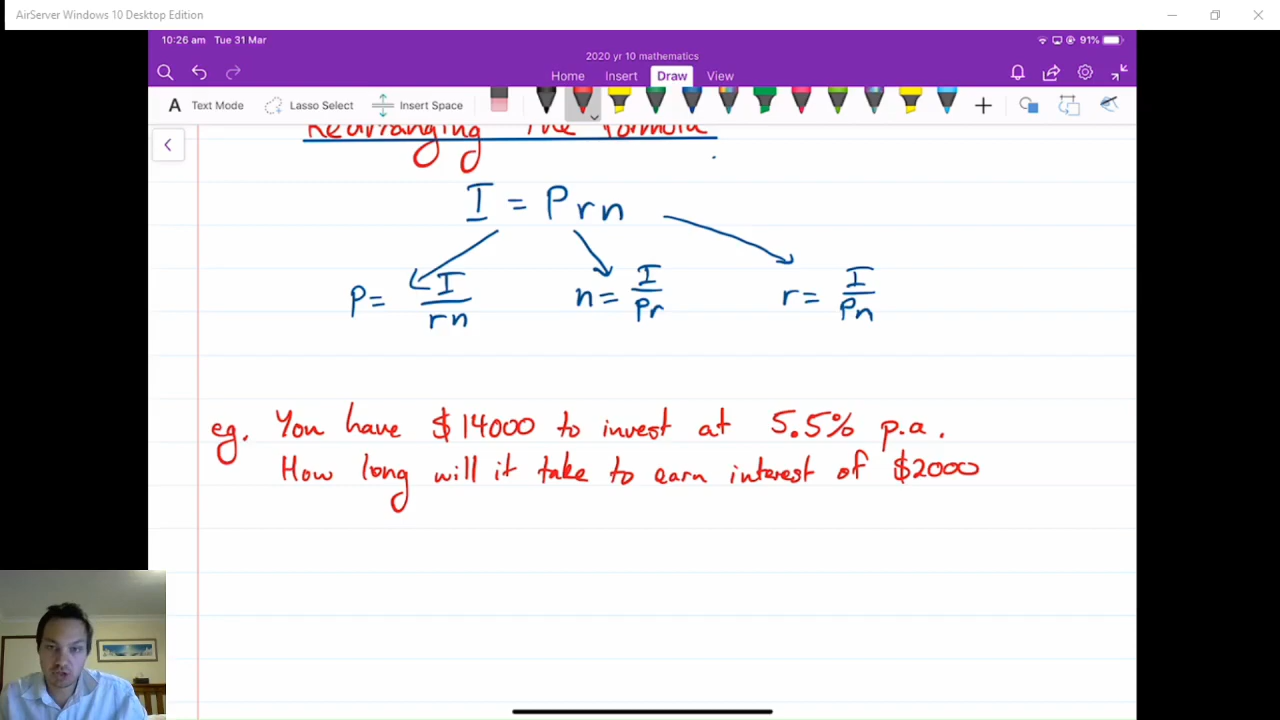 AirServer Windows 10 Desktop Edition
10:26 am Tue 31 Mar
91%
2020 yr 10 mathematics
Home Insert Draw View
A Text Mode Lasso Select Insert Space
Rearranging The Formula
I = Prn
P = I/rn n = I/Pr r = I/Pn
eg. You have $14000 to invest at 5.5% p.a.
How long will it take to earn interest of $2000